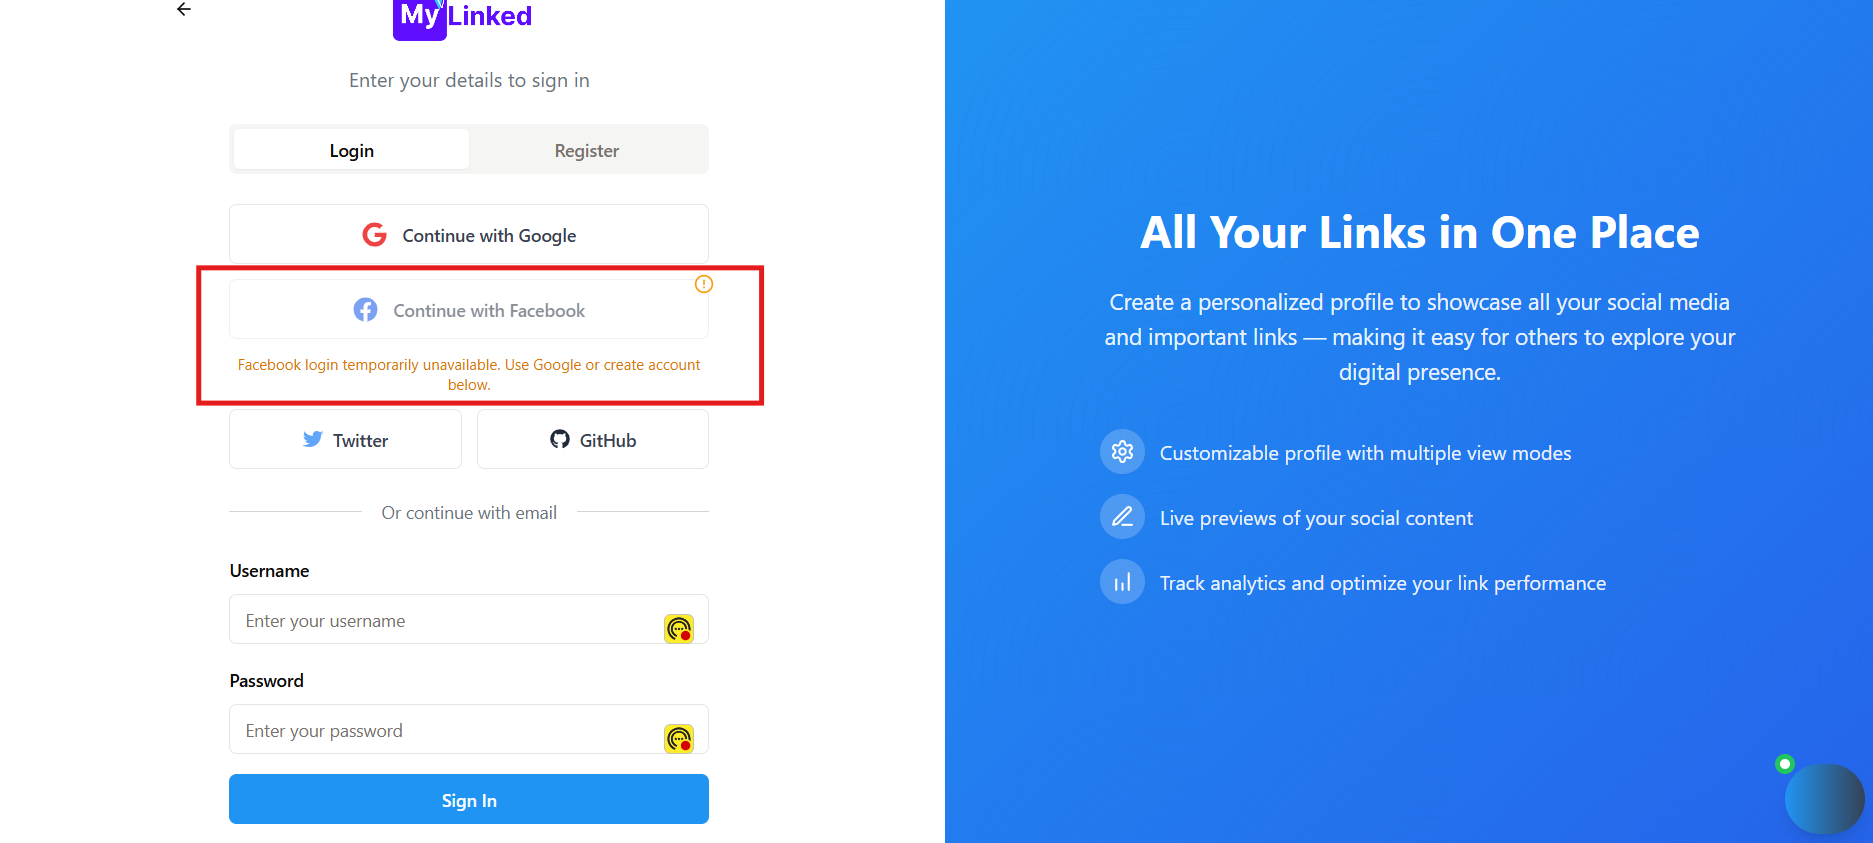 My Linked
Enter your details to sign in
Login
Register
Continue with Google
Continue with Facebook
Facebook login temporarily unavailable. Use Google or create account
below.
Twitter
GitHub
Or continue with email
Username
Enter your username
Password
Enter your password
Sign In
All Your Links in One Place
Create a personalized profile to showcase all your social media
and important links — making it easy for others to explore your
digital presence.
Customizable profile with multiple view modes
Live previews of your social content
Track analytics and optimize your link performance